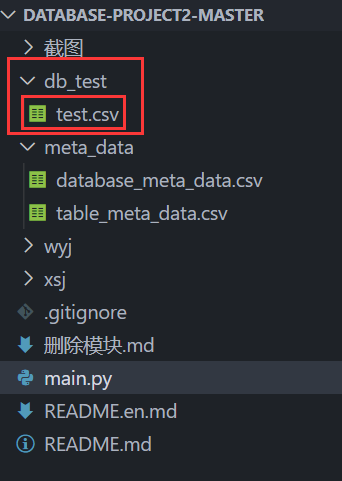 DATABASE-PROJECT2-MASTER
截图
db_test
test.csv
meta_data
database_meta_data.csv
table_meta_data.csv
wyj
xsj
.gitignore
删除模块.md
main.py
README.en.md
README.md